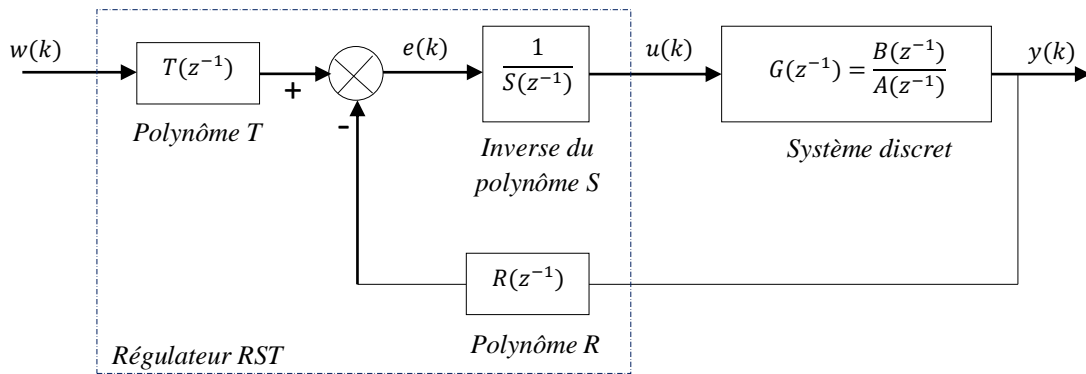 w(k)
T(z⁻¹)
+
-
e(k)
1
S(z⁻¹)
u(k)
G(z⁻¹) = B(z⁻¹)
A(z⁻¹)
y(k)
Polynôme T
Inverse du
polynôme S
Système discret
R(z⁻¹)
Polynôme R
Régulateur RST